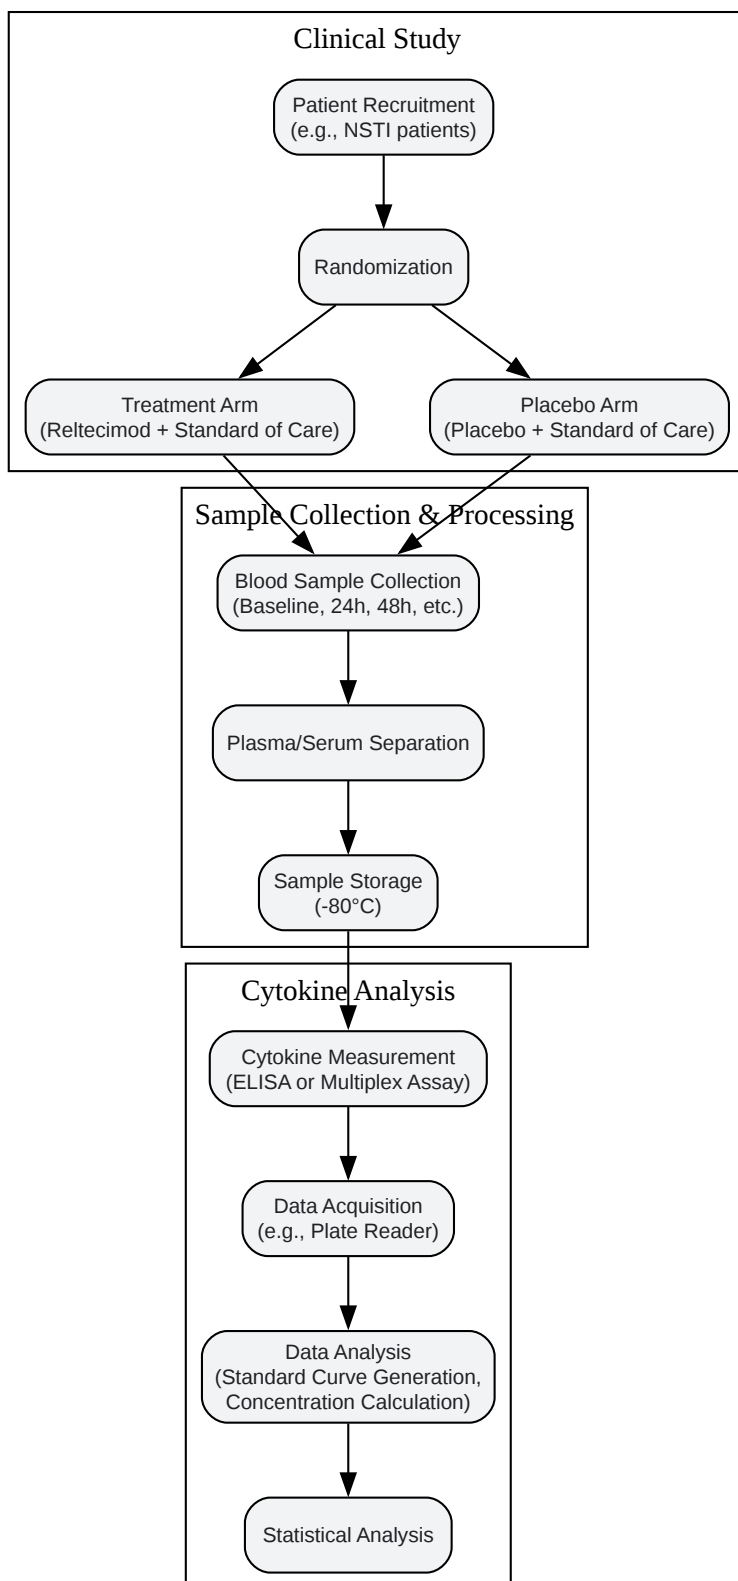 Clinical Study
Patient Recruitment
(e.g., NSTI patients)
Randomization
Treatment Arm
(Reltecimod + Standard of Care)
Placebo Arm
(Placebo + Standard of Care)
Sample Collection & Processing
Blood Sample Collection
(Baseline, 24h, 48h, etc.)
Plasma/Serum Separation
Sample Storage
(-80°C)
Cytokine Analysis
Cytokine Measurement
(ELISA or Multiplex Assay)
Data Acquisition
(e.g., Plate Reader)
Data Analysis
(Standard Curve Generation,
Concentration Calculation)
Statistical Analysis